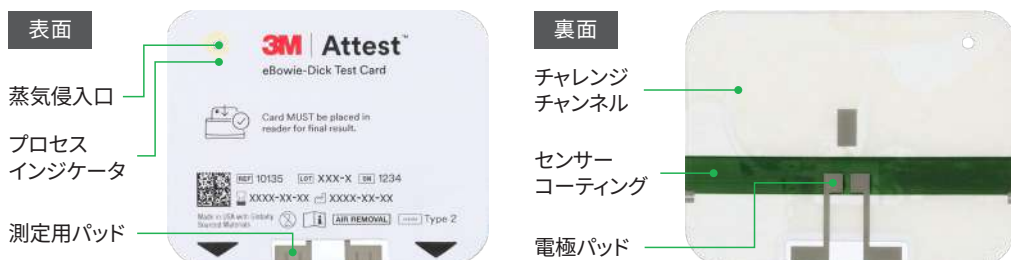 表面
蒸気侵入口
プロセス
インジケータ
測定用パッド
3M Attest™
eBowie-Dick Test Card
Card MUST be placed in
reader for final result.
REF 10135 LOT XXX-X SN 1234
XXXX-XX-XX XXXX-XX-XX
Made in USA with Globally
Sourced Materials
AIR REMOVAL Type 2
裏面
チャレンジ
チャンネル
センサー
コーティング
電極パッド